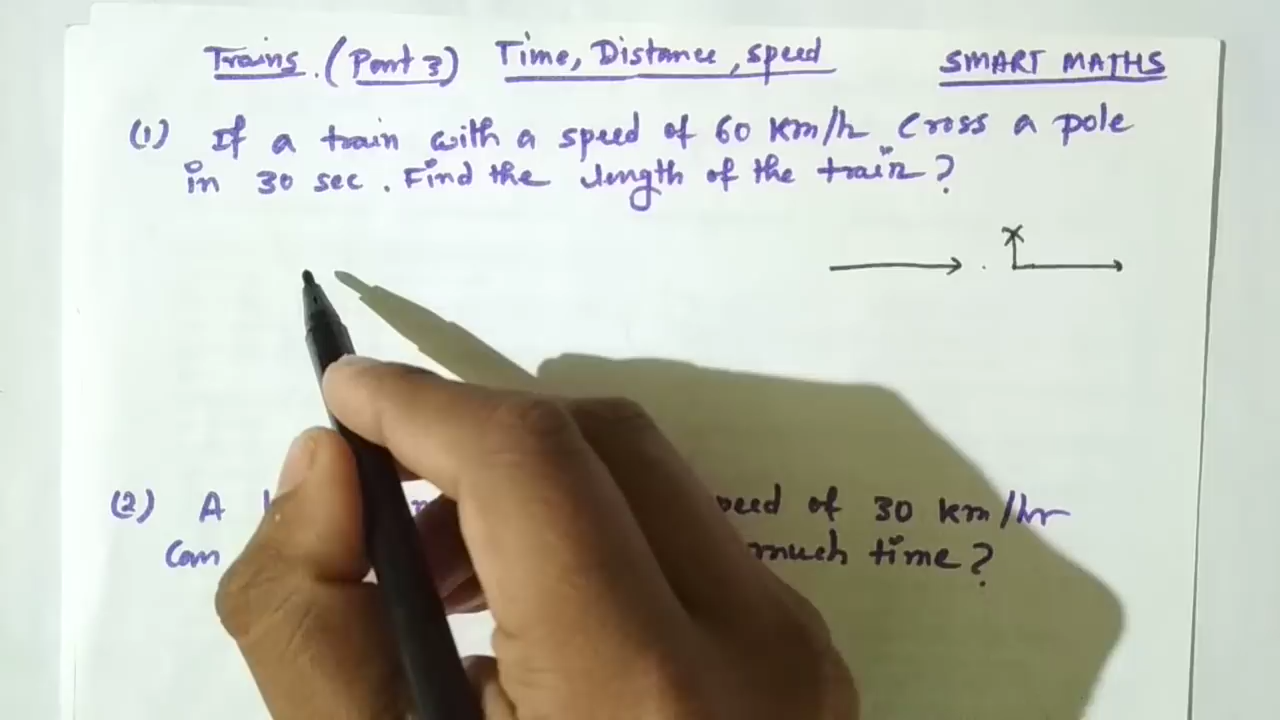 Trains. (Part 3) Time, Distance, speed SMART MATHS
(1) If a train with a speed of 60 Km/h Cross a pole
in 30 sec. Find the length of the train?
(2) A speed of 30 km/hr
Can much time?